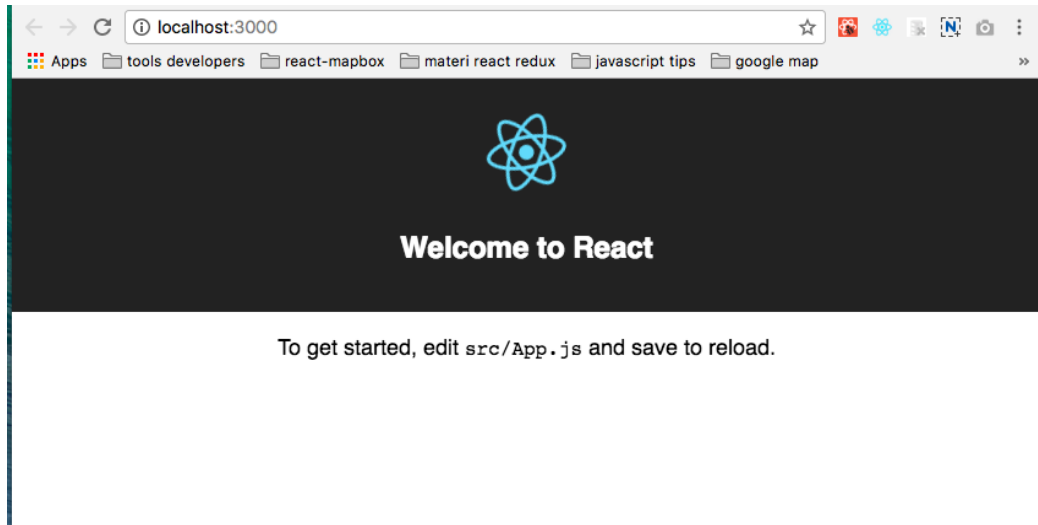 localhost:3000
Apps tools developers react-mapbox materi react redux javascript tips google map »
Welcome to React
To get started, edit src/App.js and save to reload.